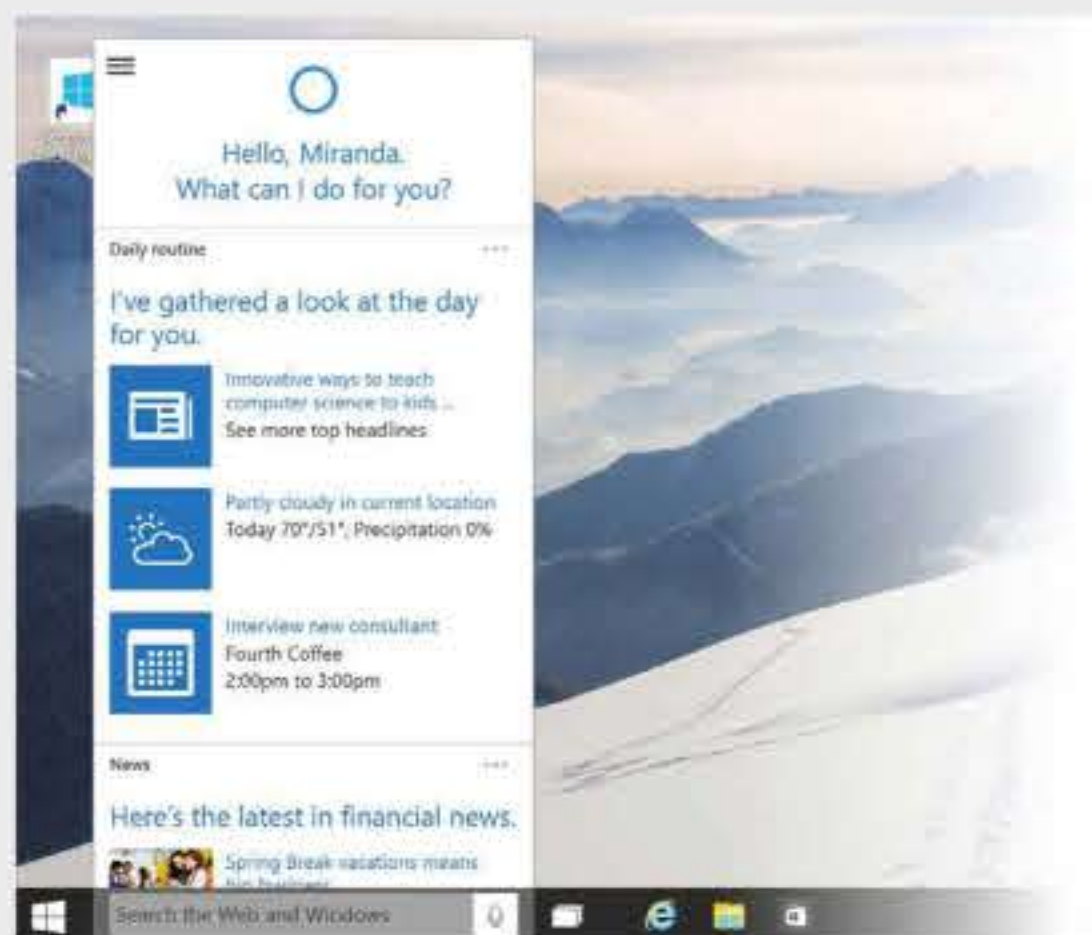 Hello, Miranda.
What can I do for you?
Daily routine
I've gathered a look at the day
for you.
Innovative ways to teach
computer science to kids ...
See more top headlines
Partly cloudy in current location
Today 70°/51°, Precipitation 0%
Interview new consultant
Fourth Coffee
2:00pm to 3:00pm
News
Here's the latest in financial news.
Spring Break vacations means
big business
Search the Web and Windows